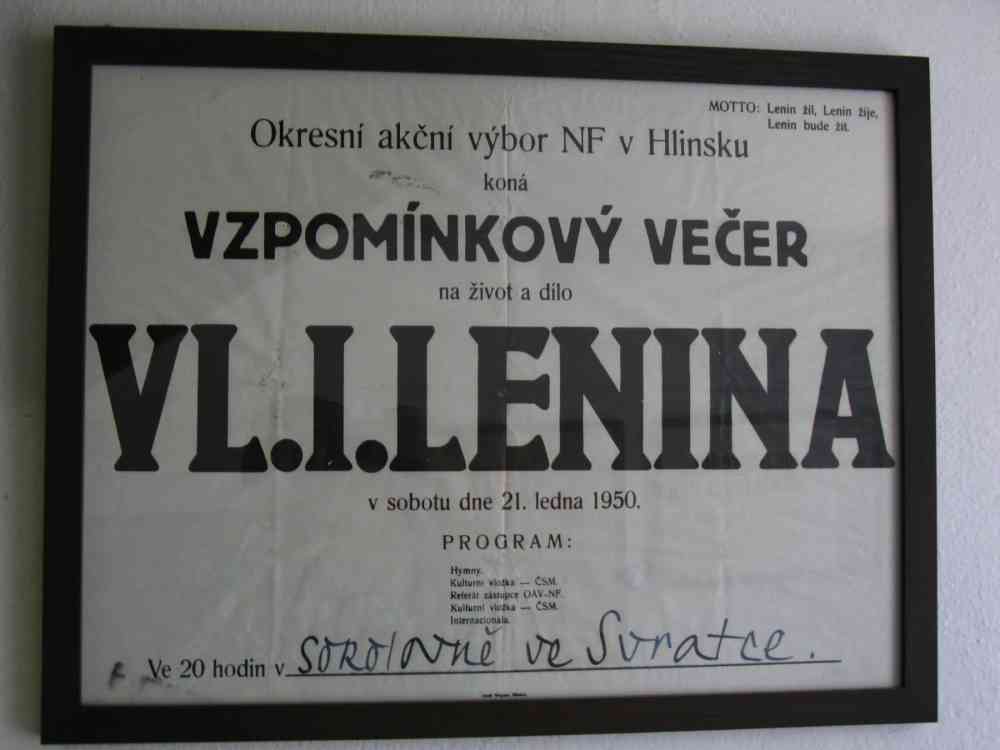 MOTTO: Lenin žil, Lenin žije,
Lenin bude žít.
Okresní akční výbor NF v Hlinsku
koná
VZPOMÍNKOVÝ VEČER
na život a dílo
VL.I.LENINA
v sobotu dne 21. ledna 1950.
PROGRAM:
Hymny.
Kulturní vložka — ČSM.
Referát zástupce OAV-NF.
Kulturní vložka — ČSM.
Internacionála.
Ve 20 hodin v sokolovně ve Svratce.